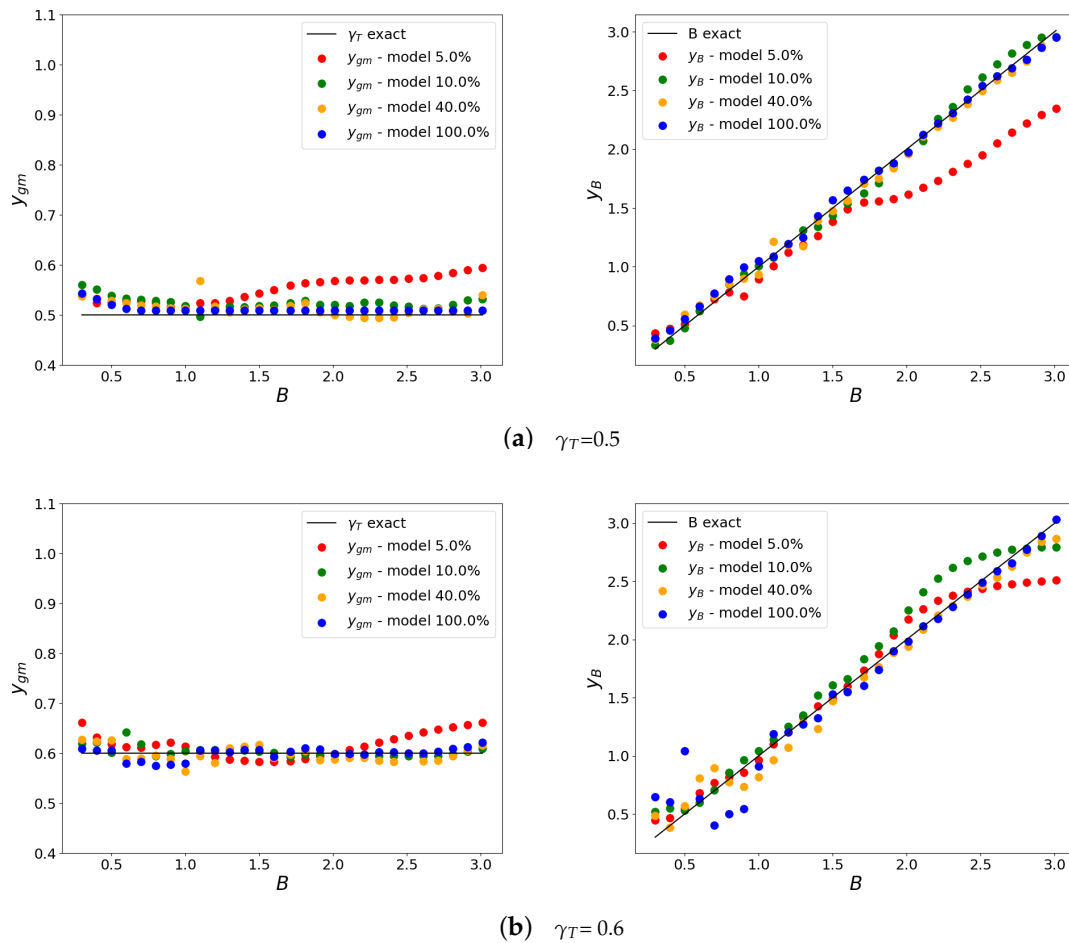 1.1
1.0
0.9
0.8
0.7
0.6
0.5
0.4
y_gm
γ_T exact
y_gm - model 5.0%
y_gm - model 10.0%
y_gm - model 40.0%
y_gm - model 100.0%
0.5 1.0 1.5 2.0 2.5 3.0
B
3.0
2.5
2.0
1.5
1.0
0.5
y_B
B exact
y_B - model 5.0%
y_B - model 10.0%
y_B - model 40.0%
y_B - model 100.0%
0.5 1.0 1.5 2.0 2.5 3.0
B
(a) γ_T=0.5
1.1
1.0
0.9
0.8
0.7
0.6
0.5
0.4
y_gm
γ_T exact
y_gm - model 5.0%
y_gm - model 10.0%
y_gm - model 40.0%
y_gm - model 100.0%
0.5 1.0 1.5 2.0 2.5 3.0
B
3.0
2.5
2.0
1.5
1.0
0.5
y_B
B exact
y_B - model 5.0%
y_B - model 10.0%
y_B - model 40.0%
y_B - model 100.0%
0.5 1.0 1.5 2.0 2.5 3.0
B
(b) γ_T = 0.6